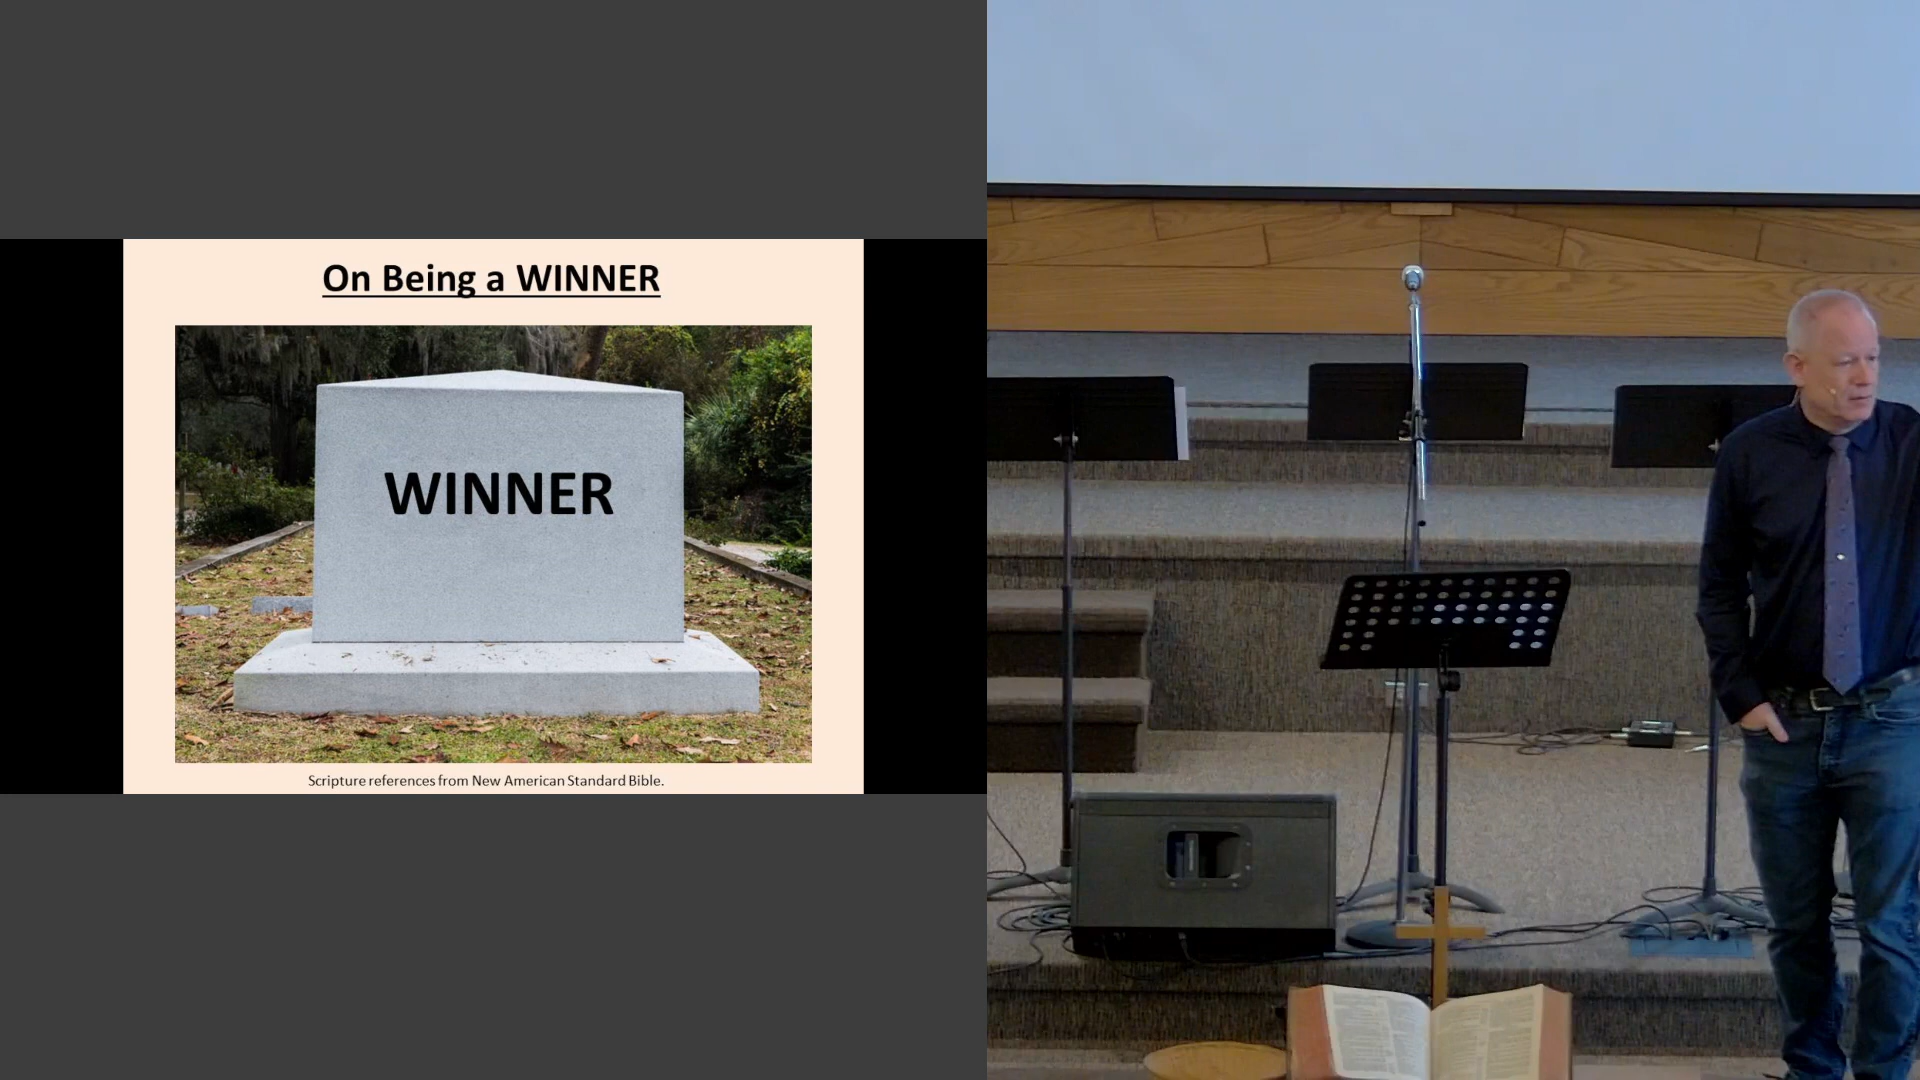 On Being a WINNER
WINNER
Scripture references from New American Standard Bible.